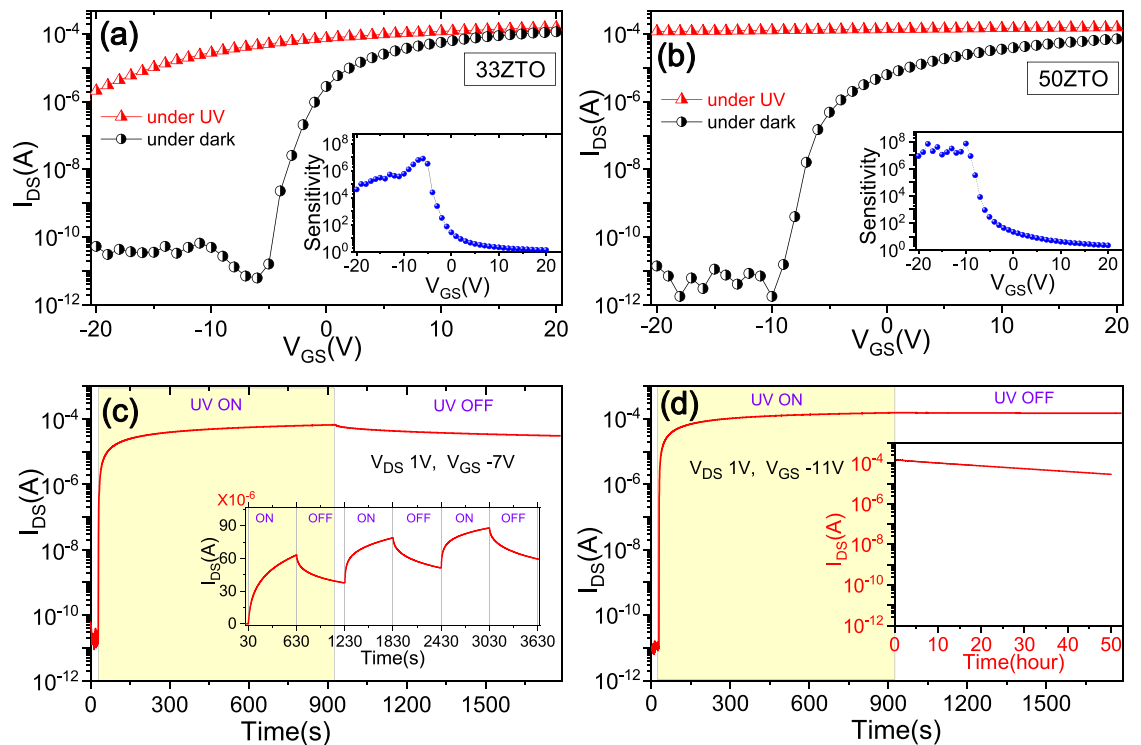 (a)
33ZTO
under UV
under dark
I_DS(A)
10^-4
10^-6
10^-8
10^-10
10^-12
-20 -10 0 10 20
V_GS(V)
Sensitivity
10^8
10^6
10^4
10^2
10^0
-20 -10 0 10 20
V_GS(V)
(b)
50ZTO
under UV
under dark
I_DS(A)
10^-4
10^-6
10^-8
10^-10
10^-12
-20 -10 0 10 20
V_GS(V)
Sensitivity
10^8
10^6
10^4
10^2
10^0
-20 -10 0 10 20
V_GS(V)
(c)
UV ON UV OFF
V_DS 1V, V_GS -7V
I_DS(A)
10^-4
10^-6
10^-8
10^-10
10^-12
0 300 600 900 1200 1500
Time(s)
X10^-6
ON OFF ON OFF ON OFF
I_DS(A)
90
60
30
0
30 630 1230 1830 2430 3030 3630
Time(s)
(d)
UV ON UV OFF
V_DS 1V, V_GS -11V
I_DS(A)
10^-4
10^-6
10^-8
10^-10
10^-12
0 300 600 900 1200 1500
Time(s)
I_DS(A)
10^-4
10^-6
10^-8
10^-10
10^-12
0 10 20 30 40 50
Time(hour)